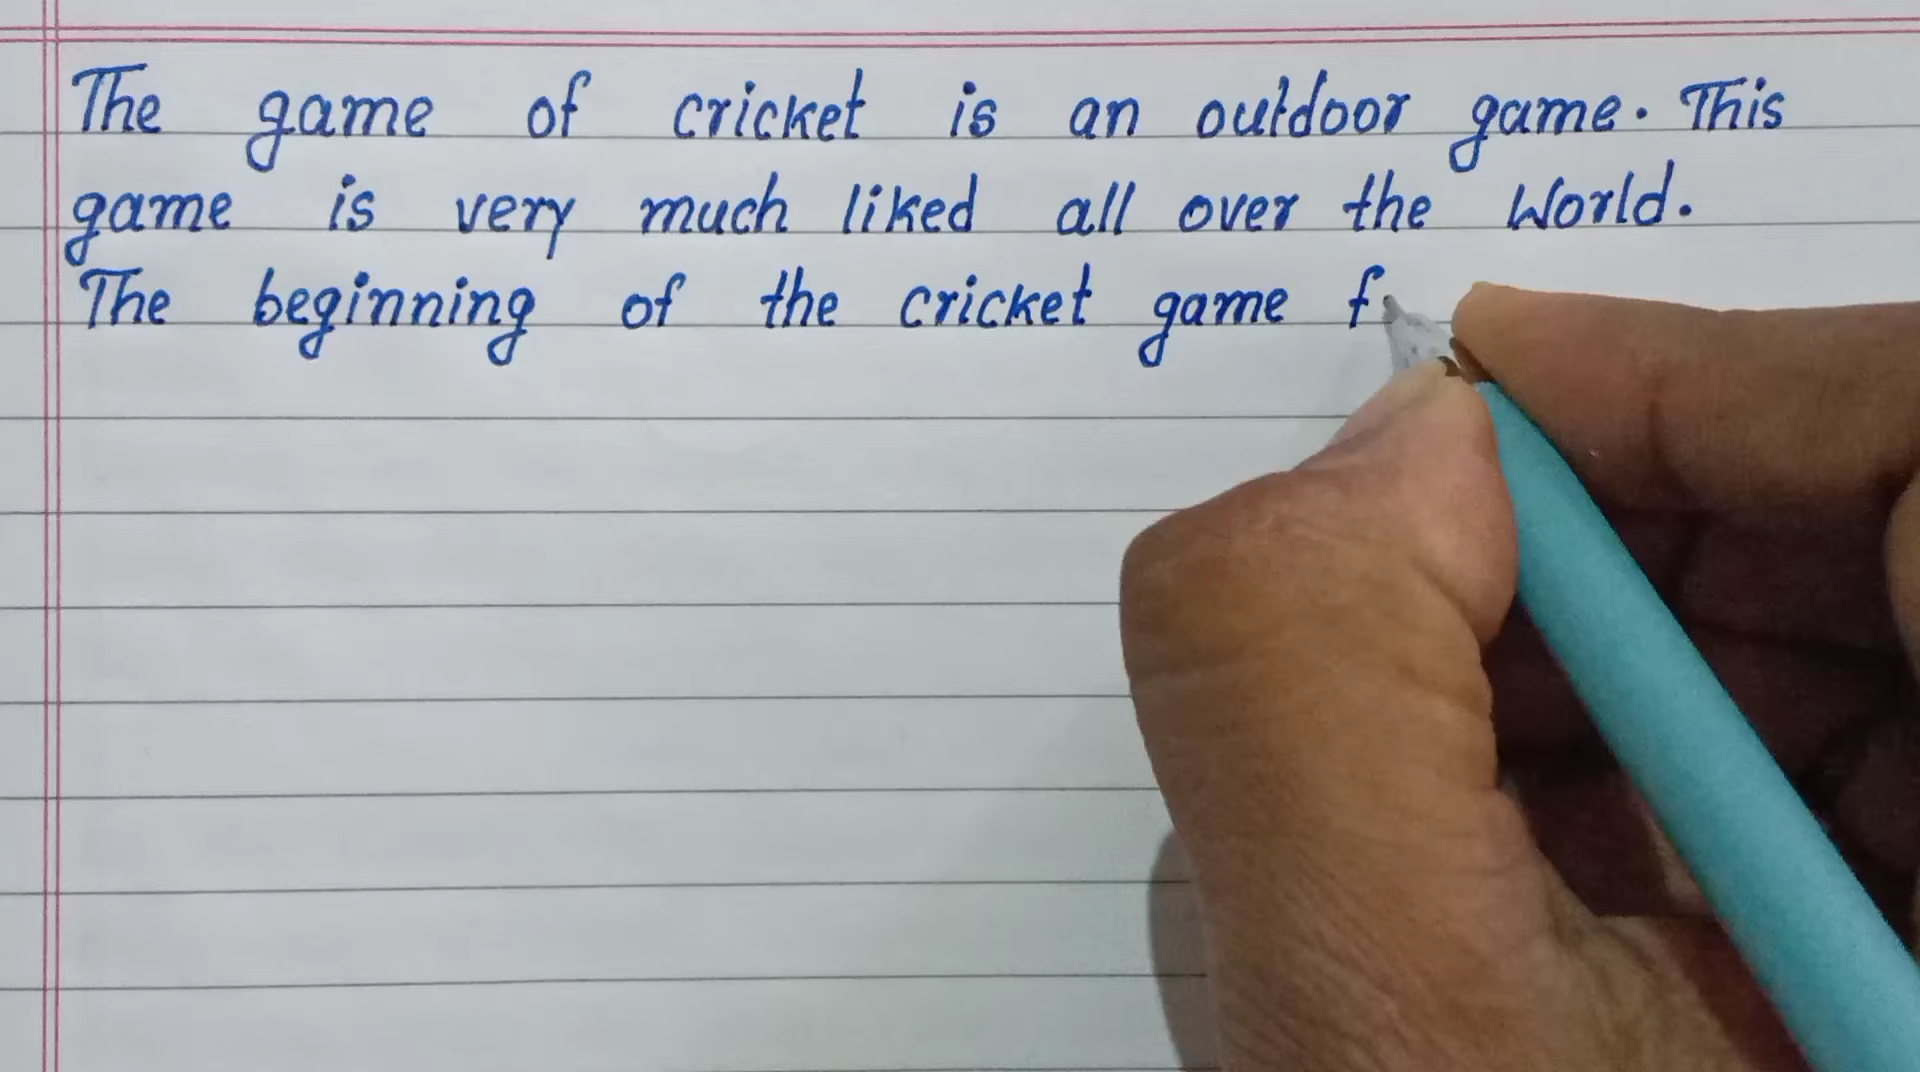 The game of cricket is an outdoor game. This
game is very much liked all over the World.
The beginning of the cricket game f